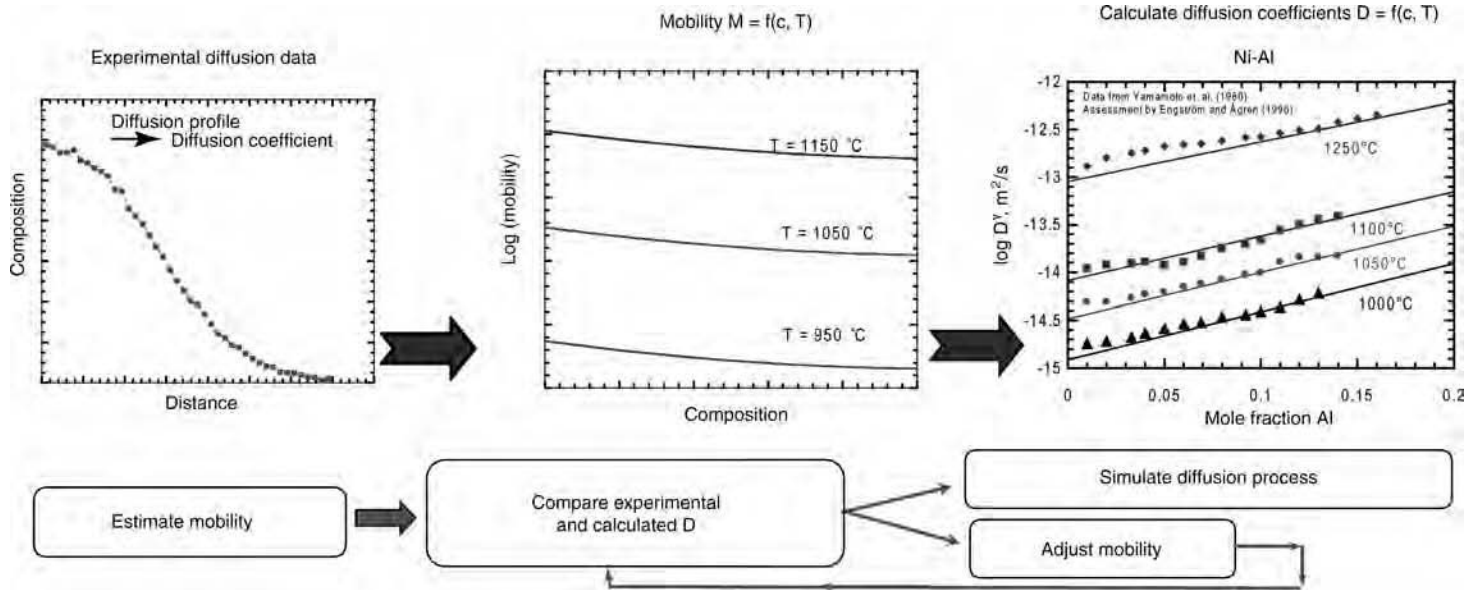 Mobility M = f(c, T)
Calculate diffusion coefficients D = f(c, T)
Experimental diffusion data
Ni-Al
Diffusion profile
Diffusion coefficient
Composition
Distance
Log (mobility)
T = 1150 °C
T = 1050 °C
T = 950 °C
Composition
Data from Yamamoto et. al. (1980)
Assessment by Engström and Ågren (1996)
log Dᵞ, m²/s
-12
-12.5
-13
-13.5
-14
-14.5
-15
1250°C
1100°C
1050°C
1000°C
0
0.05
0.1
0.15
0.2
Mole fraction Al
Estimate mobility
Compare experimental
and calculated D
Simulate diffusion process
Adjust mobility